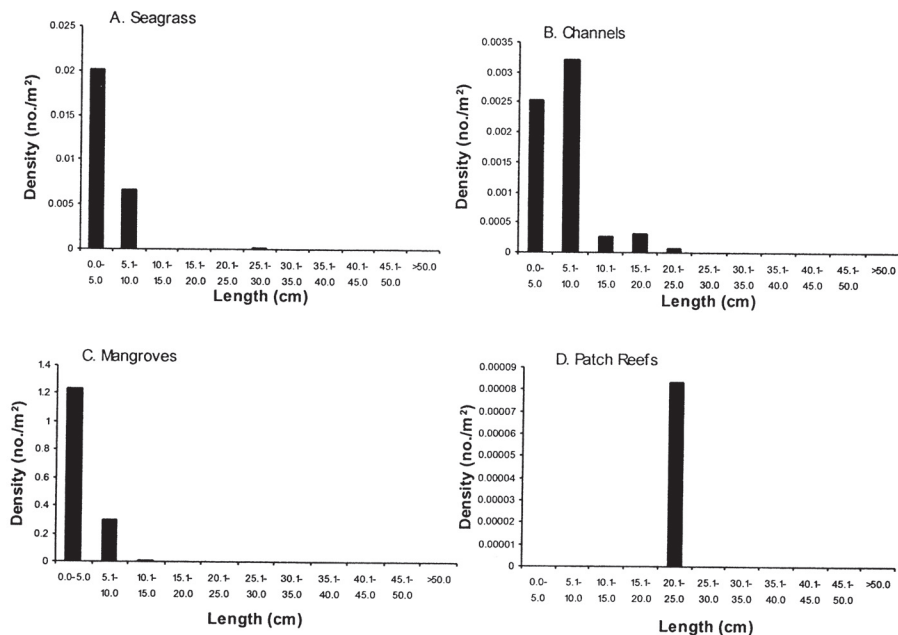 A. Seagrass
Density (no./m²)
0.025
0.02
0.015
0.01
0.005
0
0.0- 5.1- 10.1- 15.1- 20.1- 25.1- 30.1- 35.1- 40.1- 45.1- >50.0
5.0 10.0 15.0 20.0 25.0 30.0 35.0 40.0 45.0 50.0
Length (cm)
B. Channels
Density (no./m²)
0.0035
0.003
0.0025
0.002
0.0015
0.001
0.0005
0
0.0- 5.1- 10.1- 15.1- 20.1- 25.1- 30.1- 35.1- 40.1- 45.1- >50.0
5.0 10.0 15.0 20.0 25.0 30.0 35.0 40.0 45.0 50.0
Length (cm)
C. Mangroves
Density (no./m²)
1.4
1.2
1
0.8
0.6
0.4
0.2
0
0.0-5.0 5.1- 10.1- 15.1- 20.1- 25.1- 30.1- 35.1- 40.1- 45.1- >50.0
10.0 15.0 20.0 25.0 30.0 35.0 40.0 45.0 50.0
Length (cm)
D. Patch Reefs
Density (no./m²)
0.00009
0.00008
0.00007
0.00006
0.00005
0.00004
0.00003
0.00002
0.00001
0
0.0- 5.1- 10.1- 15.1- 20.1- 25.1- 30.1- 35.1- 40.1- 45.1- >50.0
5.0 10.0 15.0 20.0 25.0 30.0 35.0 40.0 45.0 50.0
Length (cm)